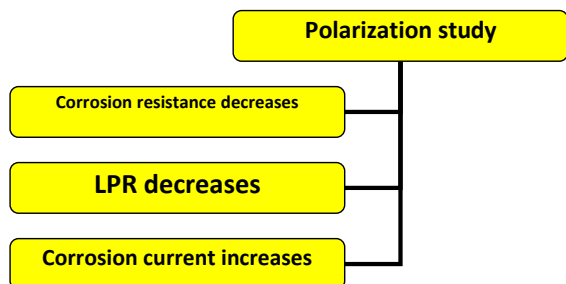 Polarization study
Corrosion resistance decreases
LPR decreases
Corrosion current increases